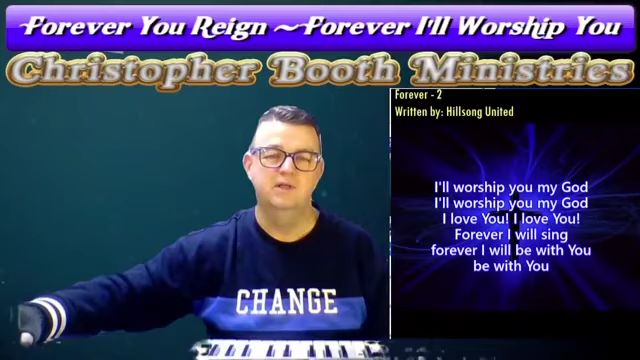 Forever You Reign ~ Forever I'll Worship You
Christopher Booth Ministries
Forever - 2
Written by: Hillsong United
I'll worship you my God
I'll worship you my God
I love You! I love You!
Forever I will sing
forever I will be with You
be with You
CHANGE